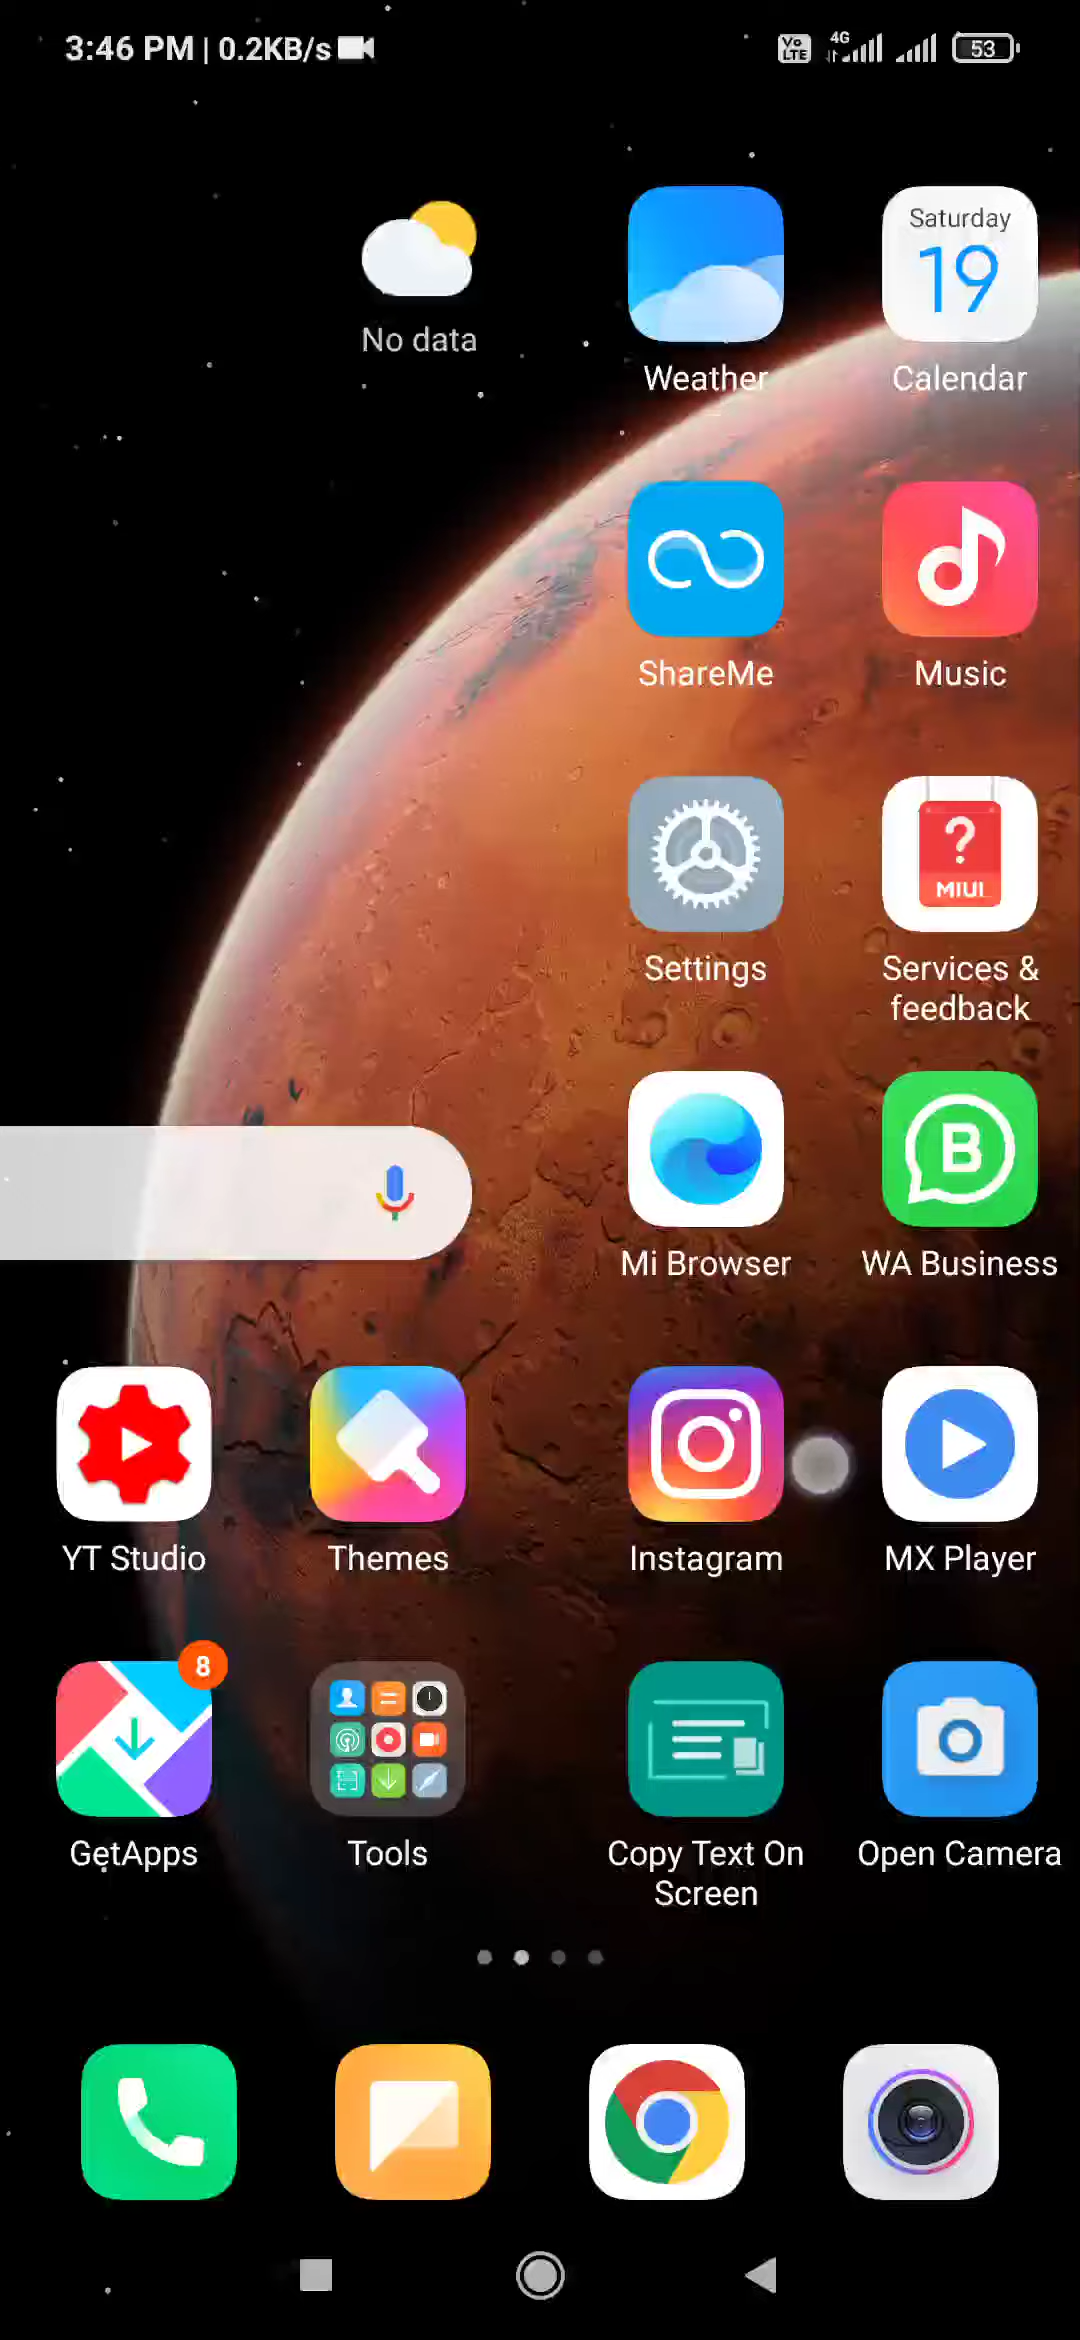 3:46 PM | 0.2KB/s
Vo LTE 4G 53
No data
Saturday
19
Weather
Calendar
ShareMe
Music
?
MIUI
Settings
Services &
feedback
B
Mi Browser
WA Business
YT Studio
Themes
Instagram
MX Player
8
GetApps
Tools
Copy Text On
Screen
Open Camera